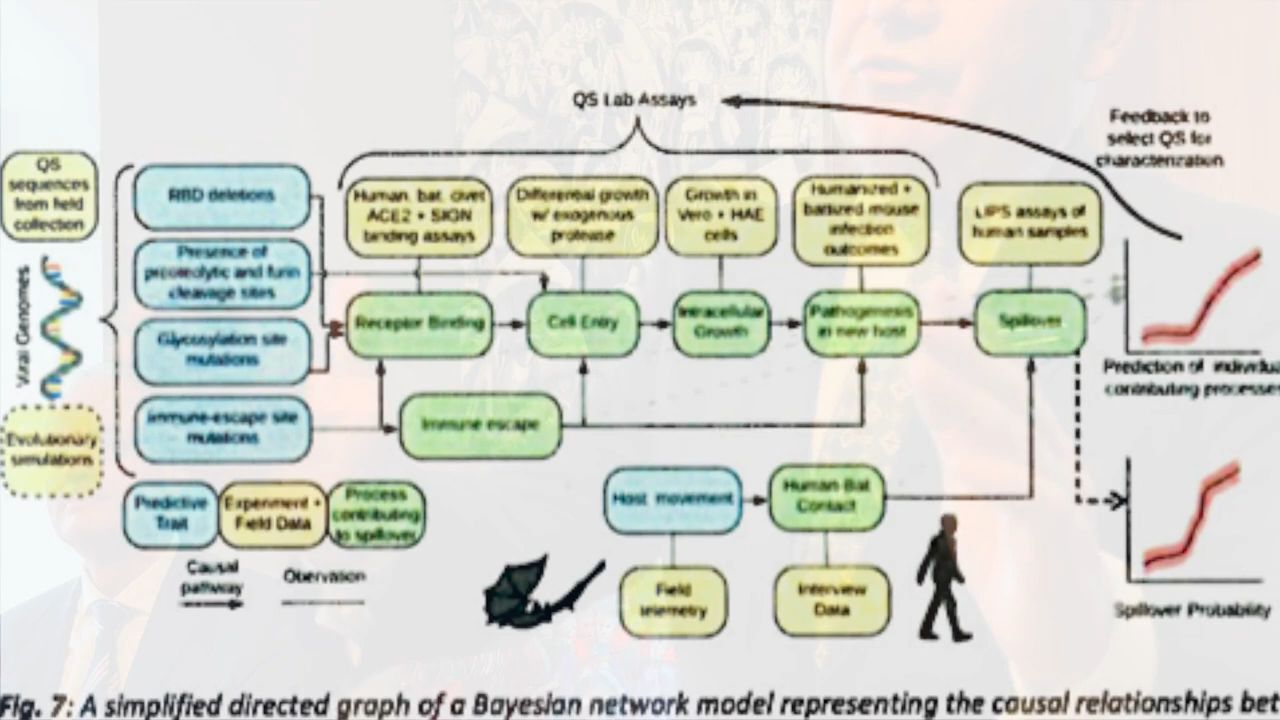 QS Lab Assays
Feedback to
select QS for
characterization
QS
sequences
from field
collection
Viral Genomes
Evolutionary
simulations
RBD deletions
Presence of
proteolytic and furin
cleavage sites
Glycosylation site
mutations
Immune-escape site
mutations
Human, bat, civet
ACE2 + SIGN
binding assays
Differential growth
w/ exogenous
protease
Growth in
Vero + HAE
cells
Humanized +
batized mouse
infection
outcomes
LIPS assays of
human samples
Receptor Binding
Cell Entry
Intracellular
Growth
Pathogenesis
in new host
Spillover
Immune escape
Prediction of individua
contributing processe
Predictive
Trait
Experiment +
Field Data
Process
contributing
to spillover
Causal
pathway
Obervation
Host movement
Human-Bat
Contact
Field
telemetry
Interview
Data
Spillover Probability
Fig. 7: A simplified directed graph of a Bayesian network model representing the causal relationships bet